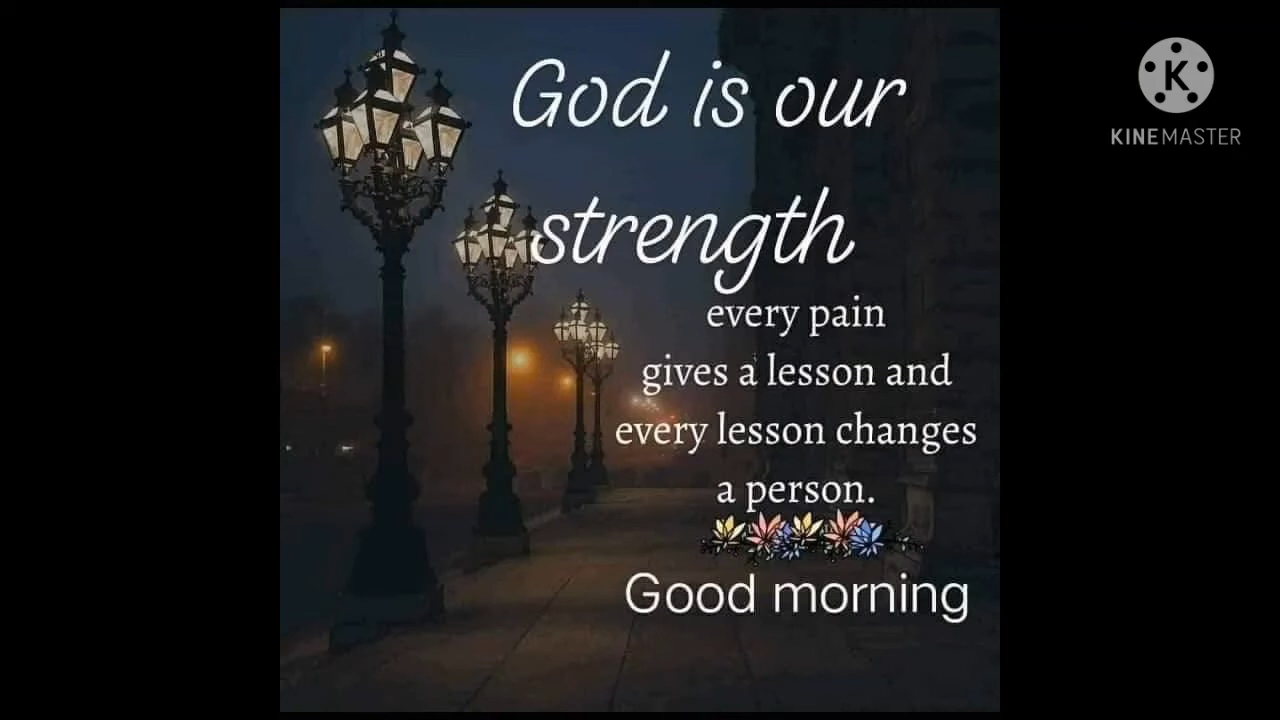 God is our
strength
every pain
gives a lesson and
every lesson changes
a person.
Good morning
K
KINEMASTER